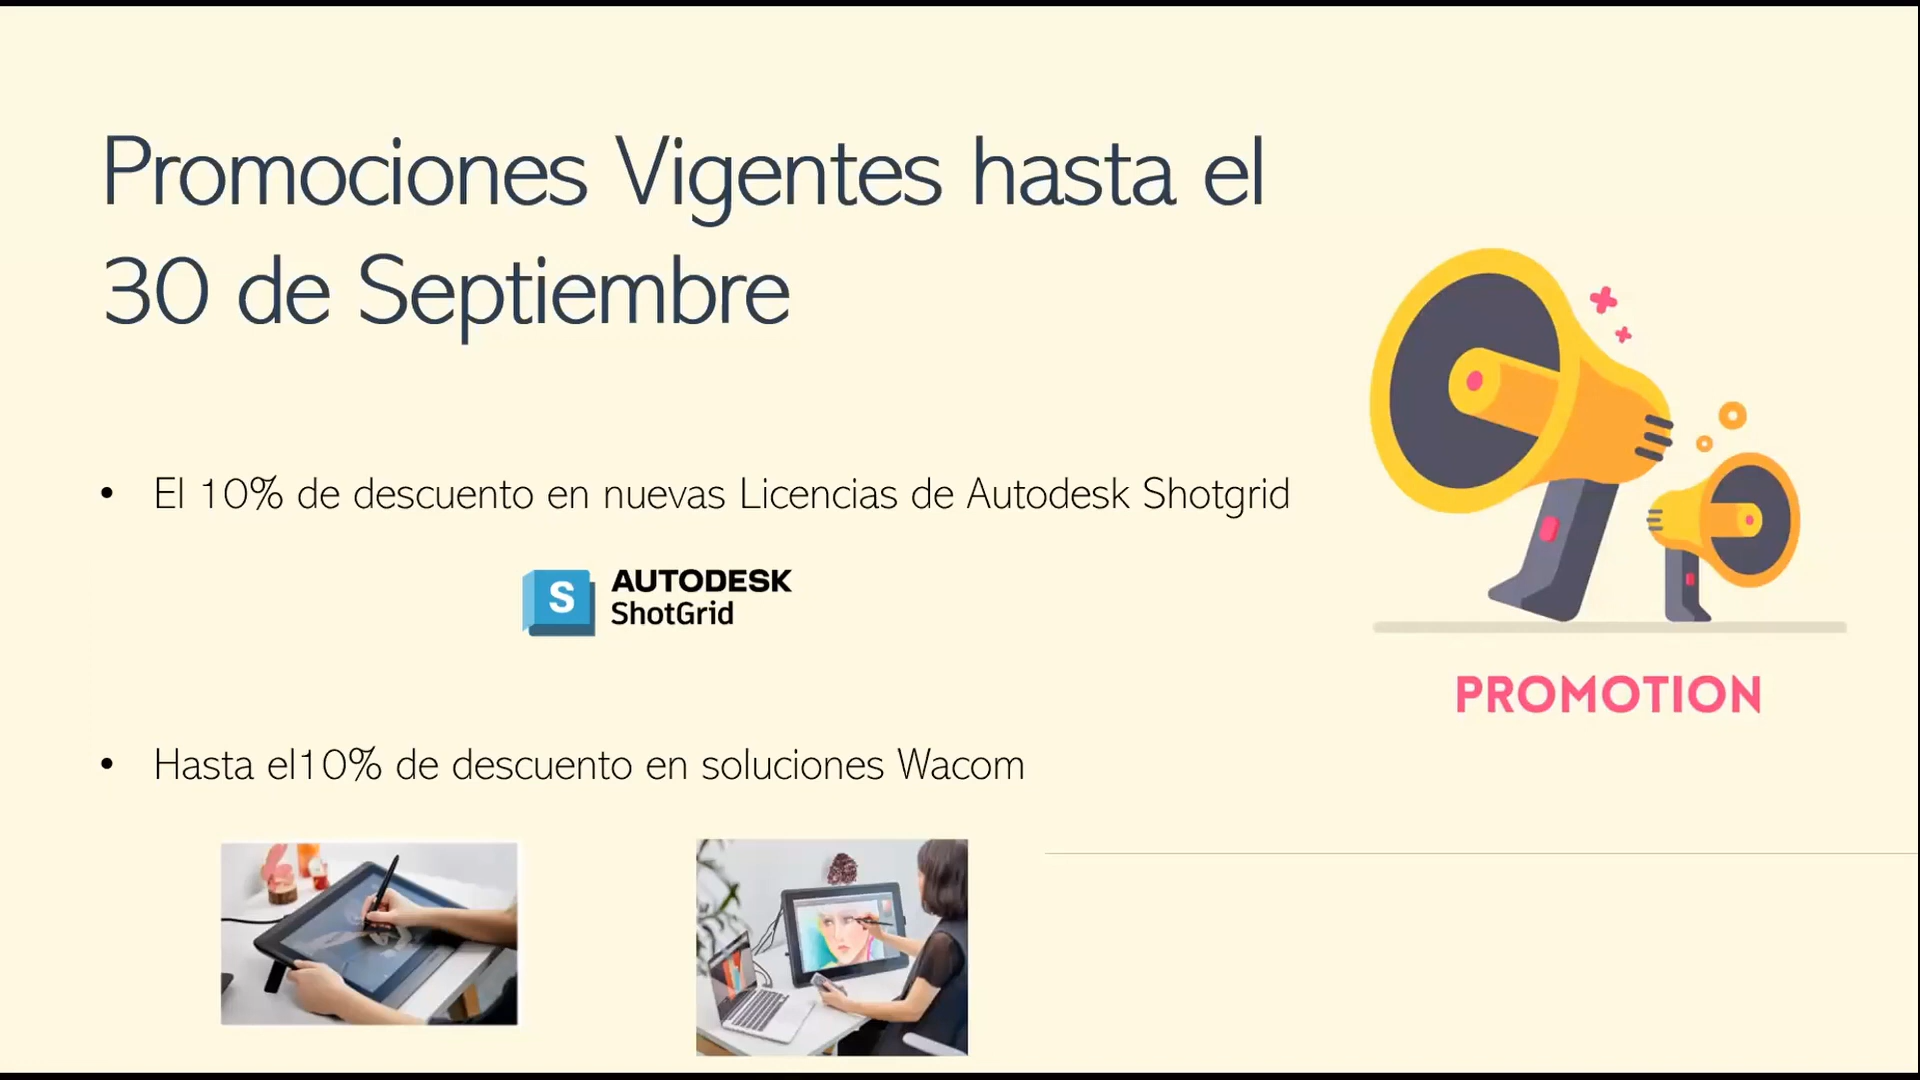 Promociones Vigentes hasta el
30 de Septiembre
• El 10% de descuento en nuevas Licencias de Autodesk Shotgrid
S AUTODESK
ShotGrid
PROMOTION
• Hasta el10% de descuento en soluciones Wacom